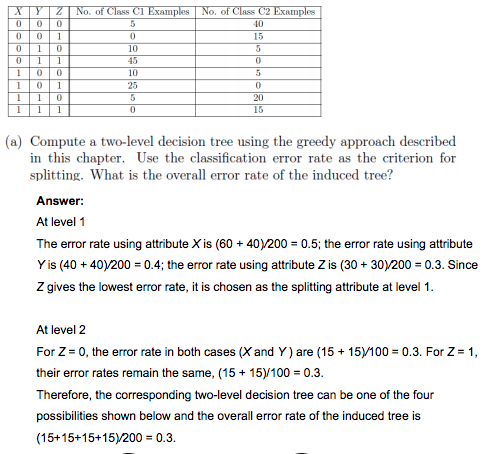 X Y Z No. of Class C1 Examples No. of Class C2 Examples
0 0 0 5 40
0 0 1 0 15
0 1 0 10 5
0 1 1 45 0
1 0 0 10 5
1 0 1 25 0
1 1 0 5 20
1 1 1 0 15
(a) Compute a two-level decision tree using the greedy approach described
in this chapter. Use the classification error rate as the criterion for
splitting. What is the overall error rate of the induced tree?
Answer:
At level 1
The error rate using attribute X is (60 + 40)/200 = 0.5; the error rate using attribute
Y is (40 + 40)/200 = 0.4; the error rate using attribute Z is (30 + 30)/200 = 0.3. Since
Z gives the lowest error rate, it is chosen as the splitting attribute at level 1.
At level 2
For Z = 0, the error rate in both cases (X and Y ) are (15 + 15)/100 = 0.3. For Z = 1,
their error rates remain the same, (15 + 15)/100 = 0.3.
Therefore, the corresponding two-level decision tree can be one of the four
possibilities shown below and the overall error rate of the induced tree is
(15+15+15+15)/200 = 0.3.